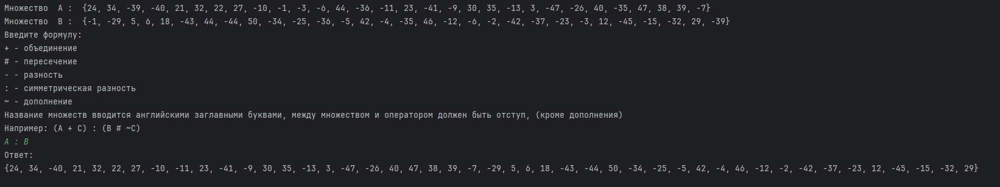 Множество  A :  {24, 34, -39, -40, 21, 32, 22, 27, -10, -1, -3, -6, 44, -36, -11, 23, -41, -9, 30, 35, -13, 3, -47, -26, 40, -35, 47, 38, 39, -7}
Множество  B :  {-1, -29, 5, 6, 18, -43, 44, -44, 50, -34, -25, -36, -5, 42, -4, -35, 46, -12, -6, -2, -42, -37, -23, -3, 12, -45, -15, -32, 29, -39}
Введите формулу:
+ - объединение
# - пересечение
- - разность
: - симметрическая разность
~ - дополнение
Название множеств вводится английскими заглавными буквами, между множеством и оператором должен быть отступ, (кроме дополнения)
Например: (A + C) : (B # ~C)
A : B
Ответ:
{24, 34, -40, 21, 32, 22, 27, -10, -11, 23, -41, -9, 30, 35, -13, 3, -47, -26, 40, 47, 38, 39, -7, -29, 5, 6, 18, -43, -44, 50, -34, -25, -5, 42, -4, 46, -12, -2, -42, -37, -23, 12, -45, -15, -32, 29}